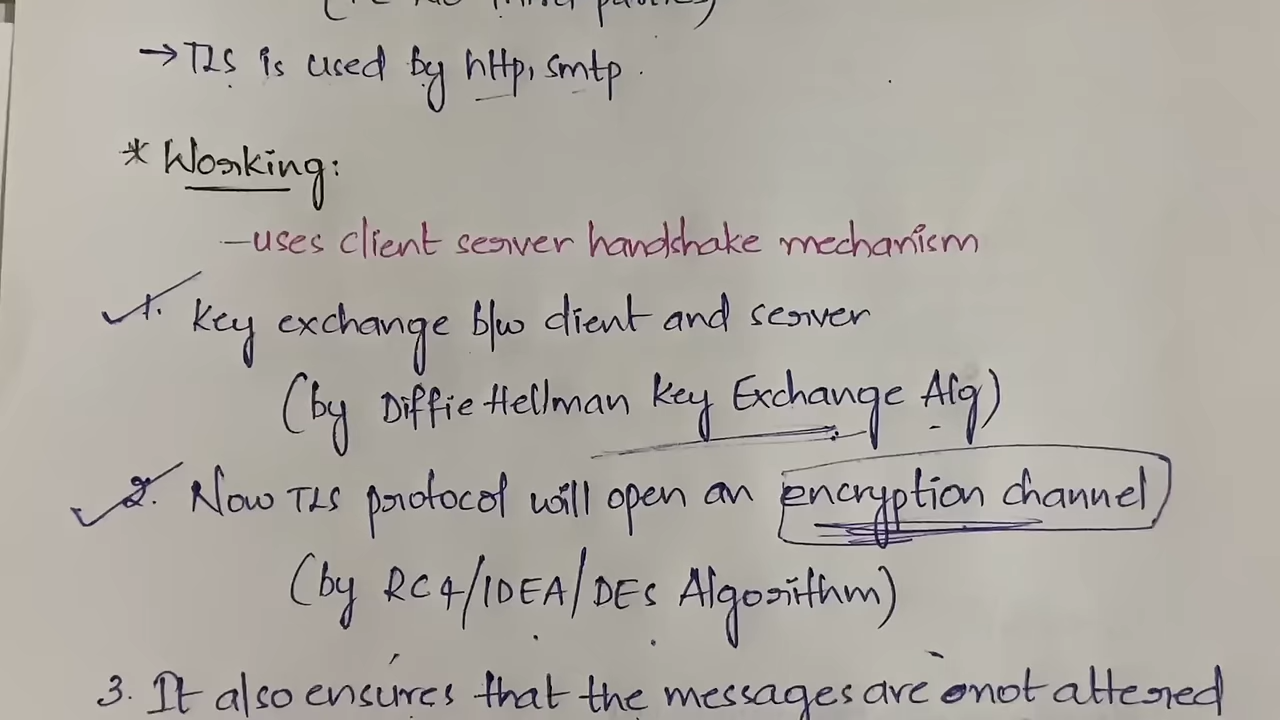 → TLS is used by http, smtp.
* Working:
- uses client server handshake mechanism
1. Key exchange b/w client and server
(by Diffie Hellman Key Exchange Alg)
2. Now TLS protocol will open an encryption channel
(by RC4/IDEA/DES Algorithm)
3. It also ensures that the messages are not altered